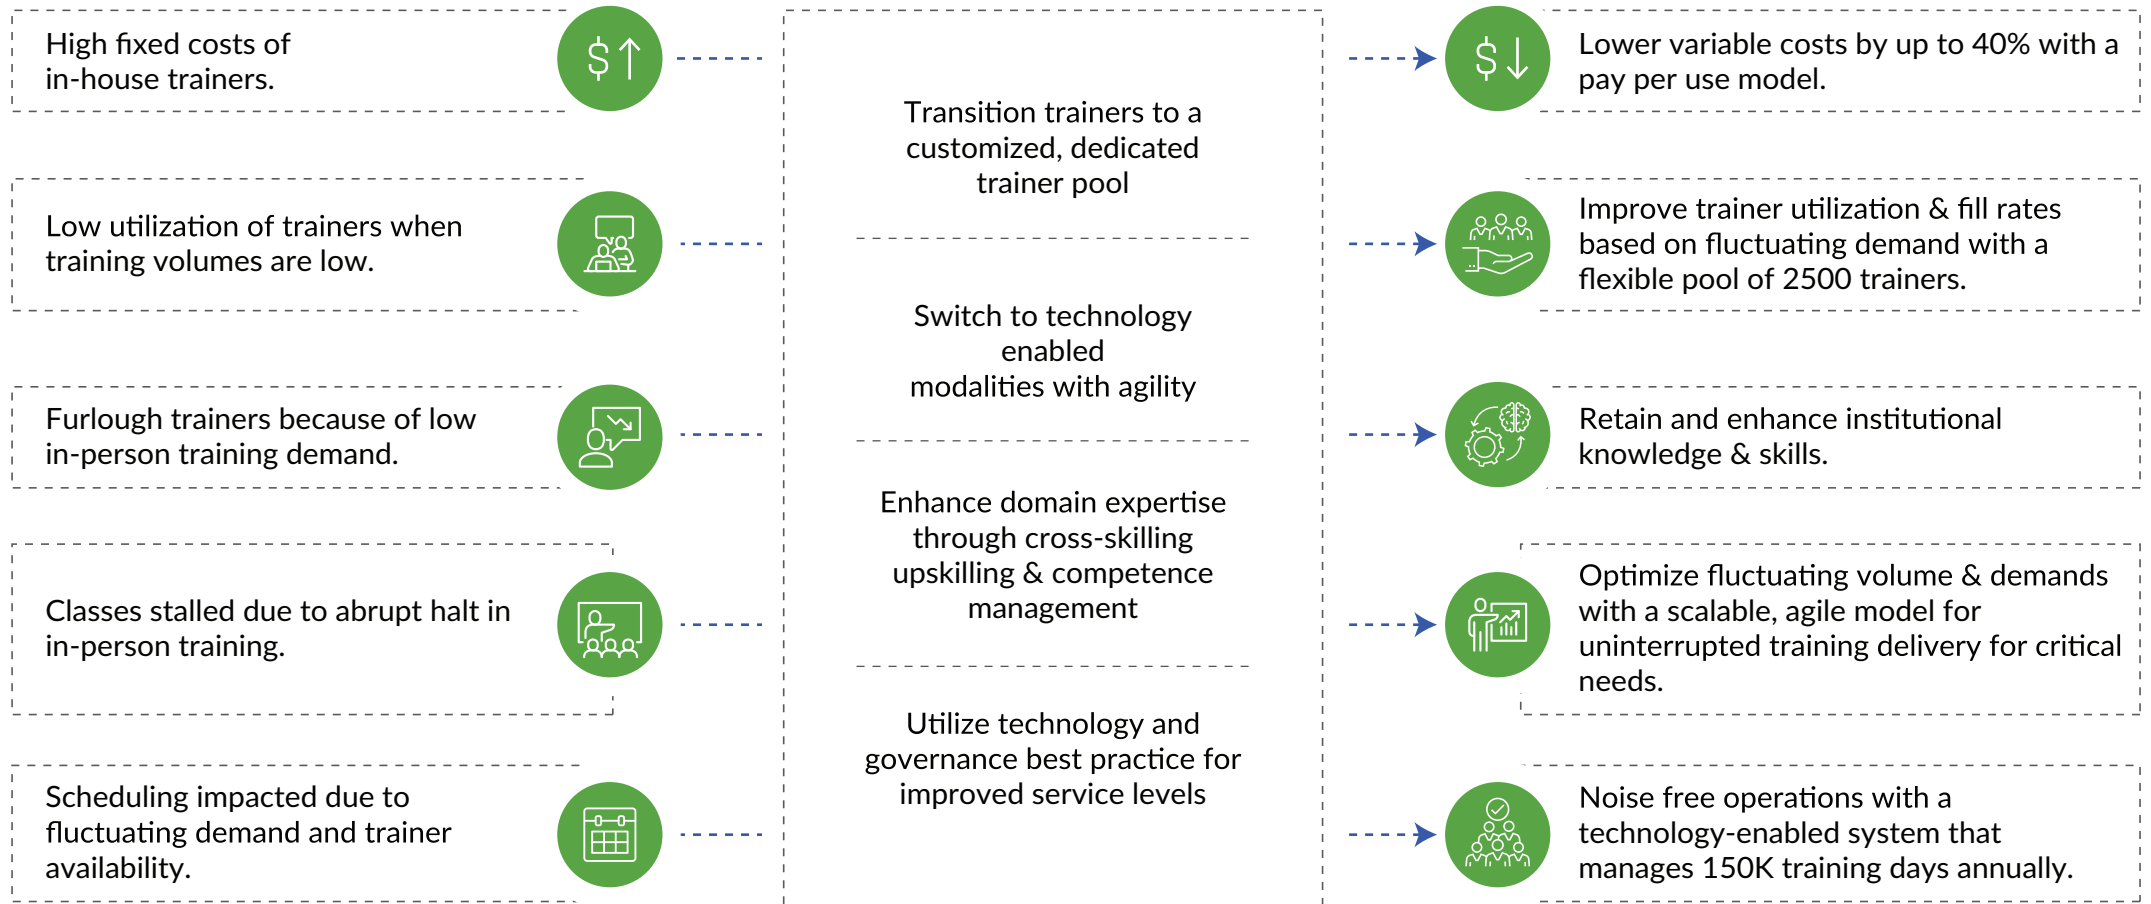 High fixed costs of
in-house trainers.
Low utilization of trainers when
training volumes are low.
Furlough trainers because of low
in-person training demand.
Classes stalled due to abrupt halt in
in-person training.
Scheduling impacted due to
fluctuating demand and trainer
availability.
$
Transition trainers to a
customized, dedicated
trainer pool
Switch to technology
enabled
modalities with agility
Enhance domain expertise
through cross-skilling
upskilling & competence
management
Utilize technology and
governance best practice for
improved service levels
$
Lower variable costs by up to 40% with a
pay per use model.
Improve trainer utilization & fill rates
based on fluctuating demand with a
flexible pool of 2500 trainers.
Retain and enhance institutional
knowledge & skills.
Optimize fluctuating volume & demands
with a scalable, agile model for
uninterrupted training delivery for critical
needs.
Noise free operations with a
technology-enabled system that
manages 150K training days annually.